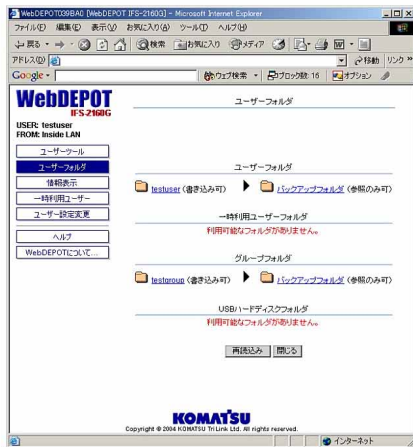 WebDEPOT039BA0 [WebDEPOT IFS-2160G] - Microsoft Internet Explorer
ファイル(F) 編集(E) 表示(V) お気に入り(A) ツール(T) ヘルプ(H)
戻る 検索 お気に入り メディア
アドレス(D) 移動 リンク »
Google ウェブ検索 ブロック数: 16 オプション
WebDEPOT
IFS-2160G
USER: testuser
FROM: Inside LAN
ユーザーツール
ユーザーフォルダ
情報表示
一時利用ユーザー
ユーザー設定変更
ヘルプ
WebDEPOTについて...
ユーザーフォルダ
ユーザーフォルダ
testuser (書き込み可) バックアップフォルダ (参照のみ可)
一時利用ユーザーフォルダ
利用可能なフォルダがありません。
グループフォルダ
testgroup (書き込み可) バックアップフォルダ (参照のみ可)
USBハードディスクフォルダ
利用可能なフォルダがありません。
再読込み 閉じる
KOMATSU
Copyright © 2004 KOMATSU Tri Link Ltd. All rights reserved.
インターネット